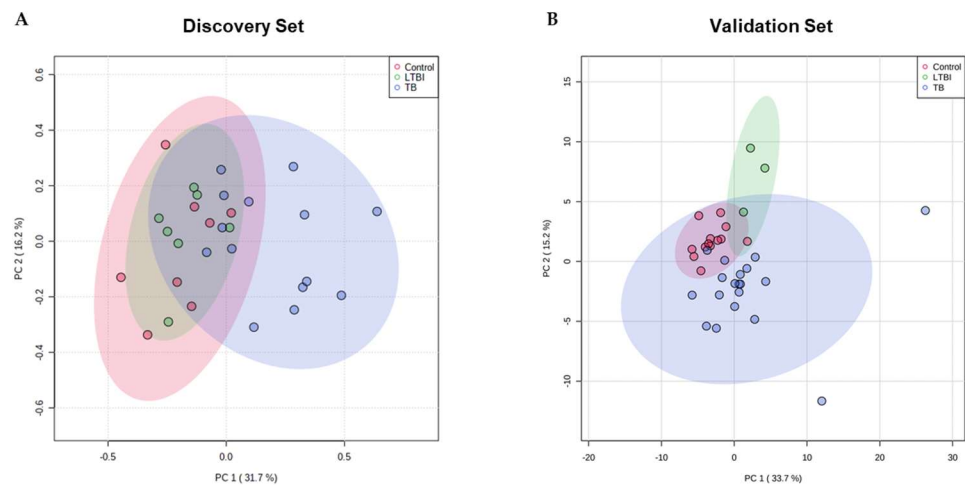 A
Discovery Set
Control
LTBI
TB
0.6
0.4
0.2
0.0
-0.2
-0.4
-0.6
PC 2 ( 16.2 %)
-0.5
0.0
0.5
PC 1 ( 31.7 %)
B
Validation Set
Control
LTBI
TB
15
10
5
0
-5
-10
PC 2 ( 15.2 %)
-20
-10
0
10
20
30
PC 1 ( 33.7 %)